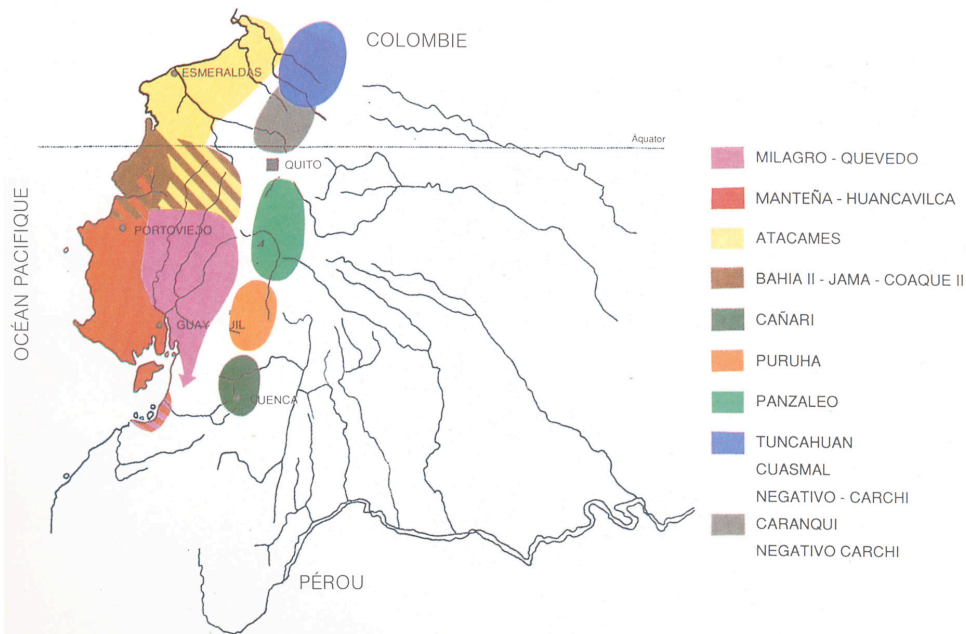 COLOMBIE
ESMERALDAS
Äquator
QUITO
OCÉAN PACIFIQUE
PORTOVIEJO
GUAY UIL
CUENCA
PÉROU
MILAGRO - QUEVEDO
MANTEÑA - HUANCAVILCA
ATACAMES
BAHIA II - JAMA - COAQUE II
CAÑARI
PURUHA
PANZALEO
TUNCAHUAN
CUASMAL
NEGATIVO - CARCHI
CARANQUI
NEGATIVO CARCHI